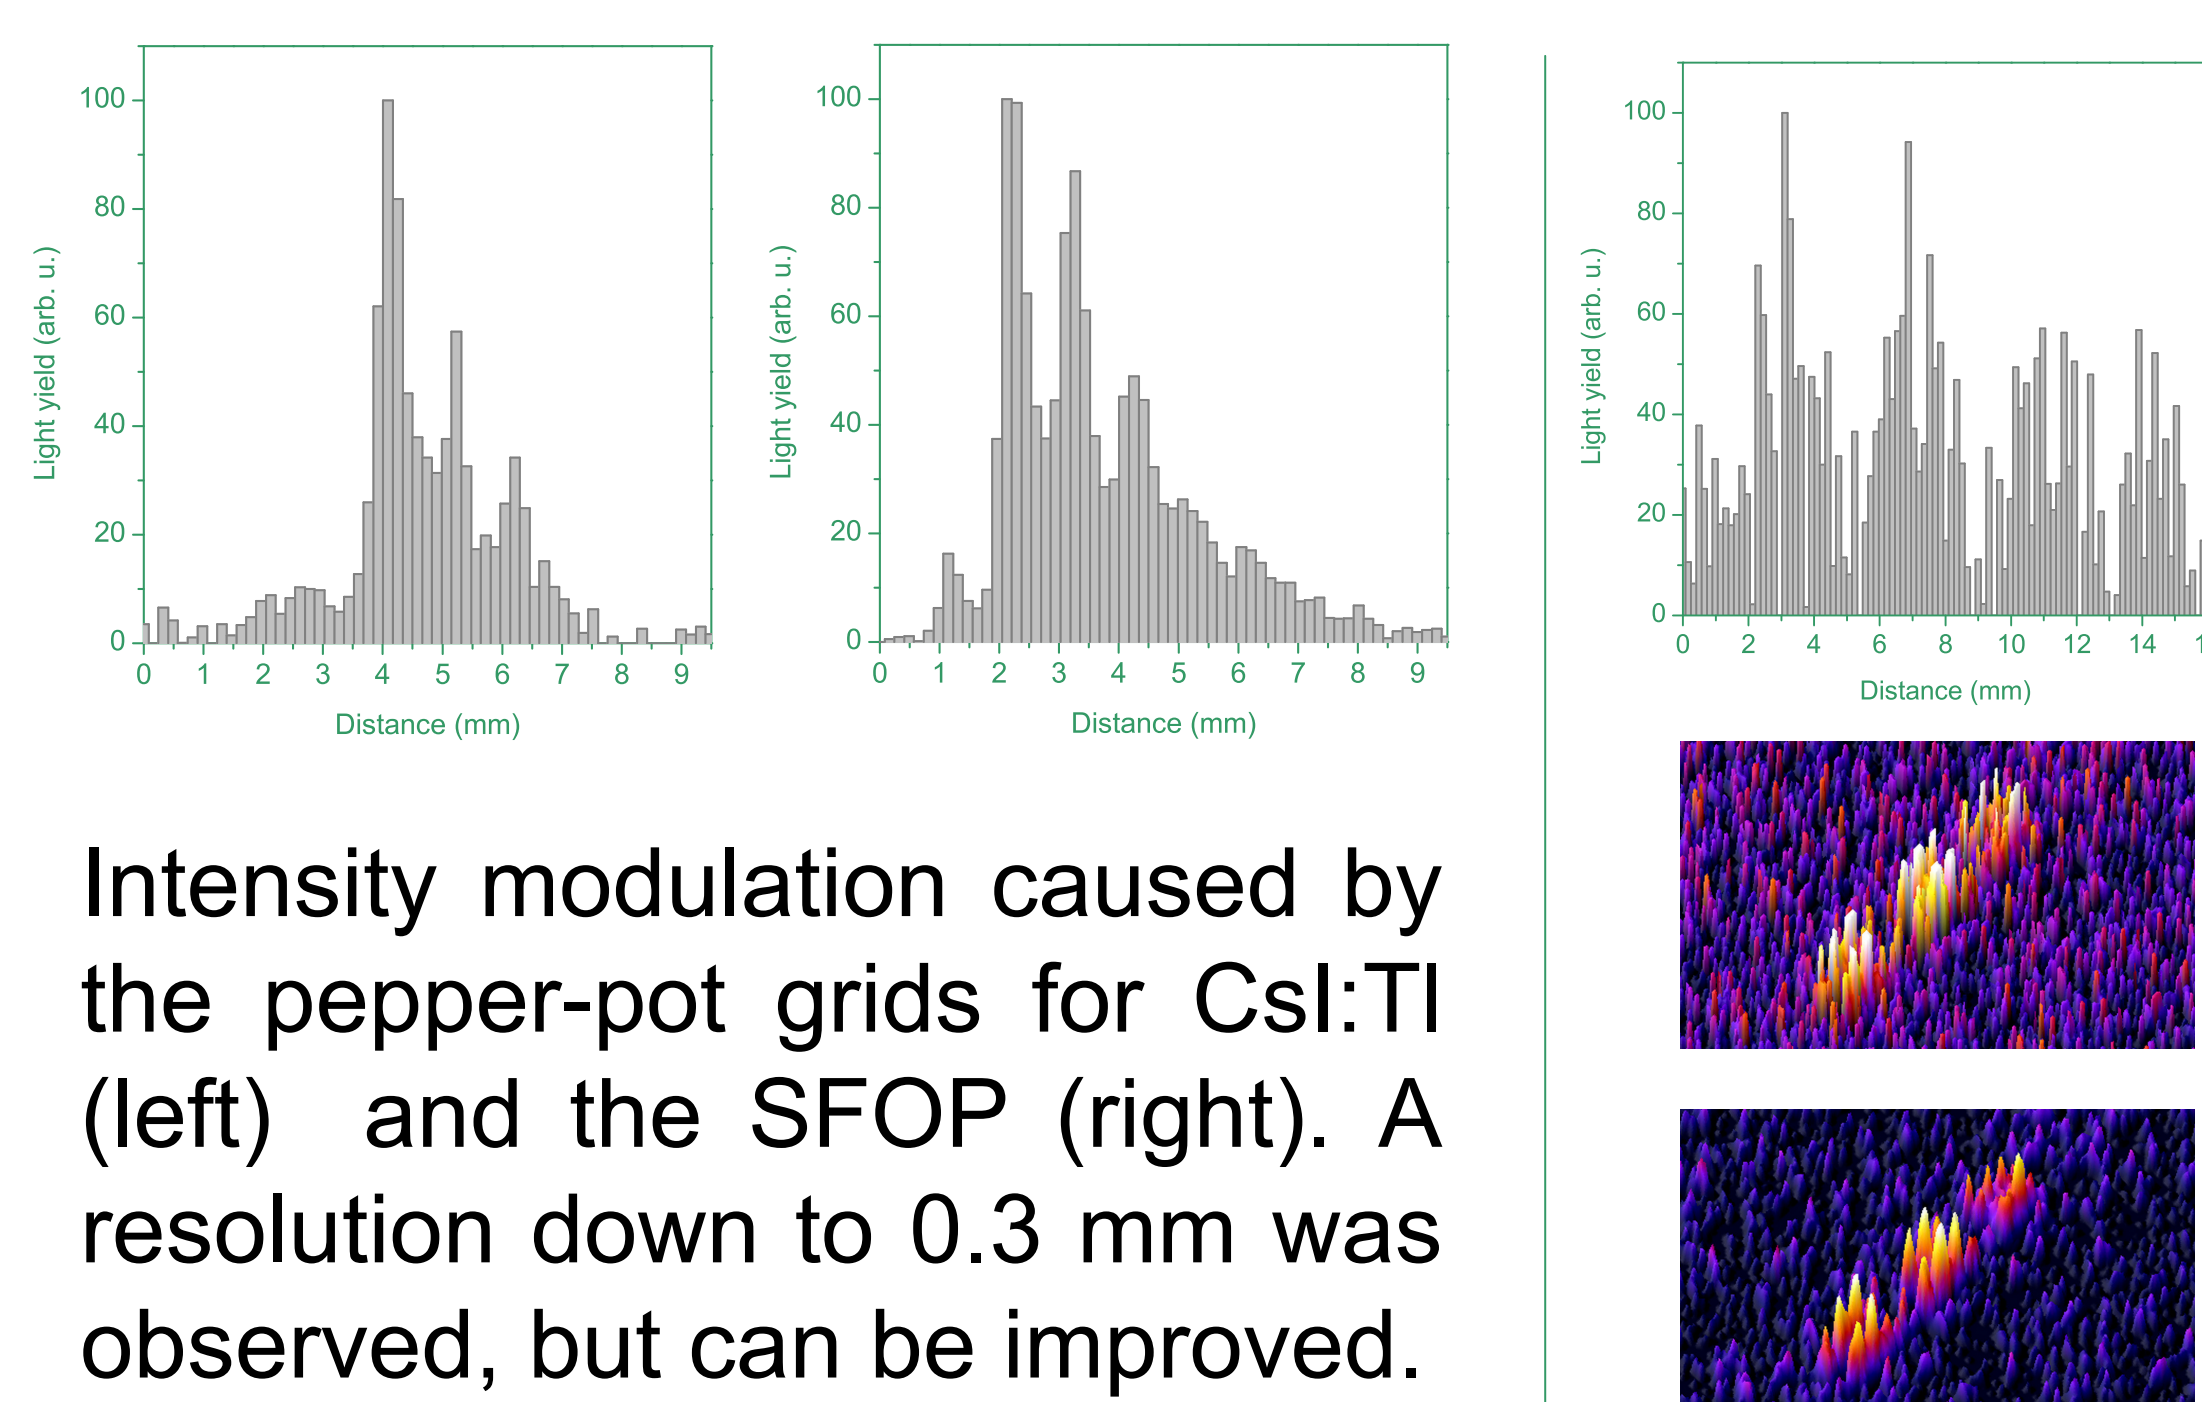 100
80
60
40
20
0
0 1 2 3 4 5 6 7 8 9
Light yield (arb. u.)
Distance (mm)
100
80
60
40
20
0
0 1 2 3 4 5 6 7 8 9
Light yield (arb. u.)
Distance (mm)
100
80
60
40
20
0
0 2 4 6 8 10 12 14
Light yield (arb. u.)
Distance (mm)
Intensity modulation caused by
the pepper-pot grids for CsI:Tl
(left) and the SFOP (right). A
resolution down to 0.3 mm was
observed, but can be improved.